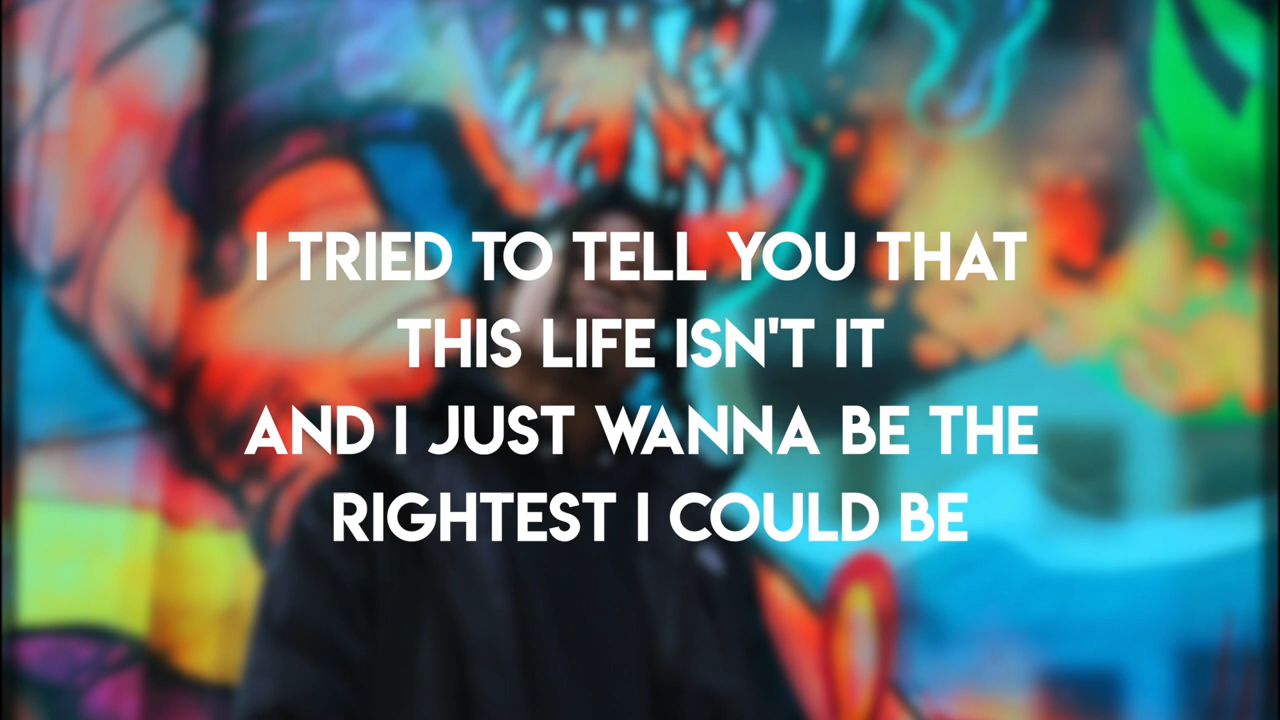 I TRIED TO TELL YOU THAT
THIS LIFE ISN'T IT
AND I JUST WANNA BE THE
RIGHTEST I COULD BE